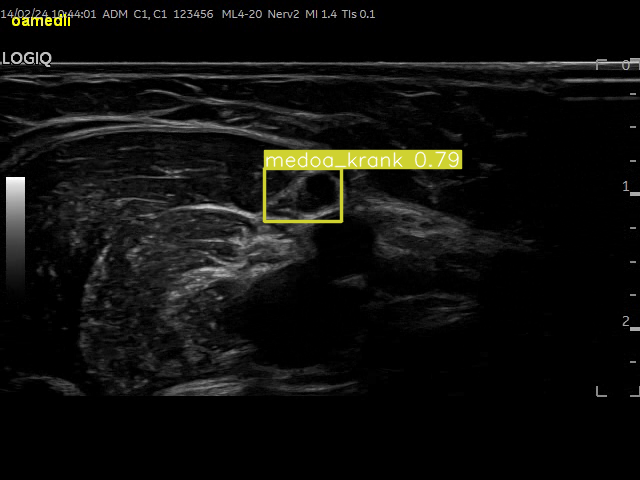 14/02/24 10:44:01 ADM C1, C1 123456 ML4-20 Nerv2 MI 1.4 TIs 0.1
oamedli
LOGIQ
0
medoa_krank 0.79
1
2